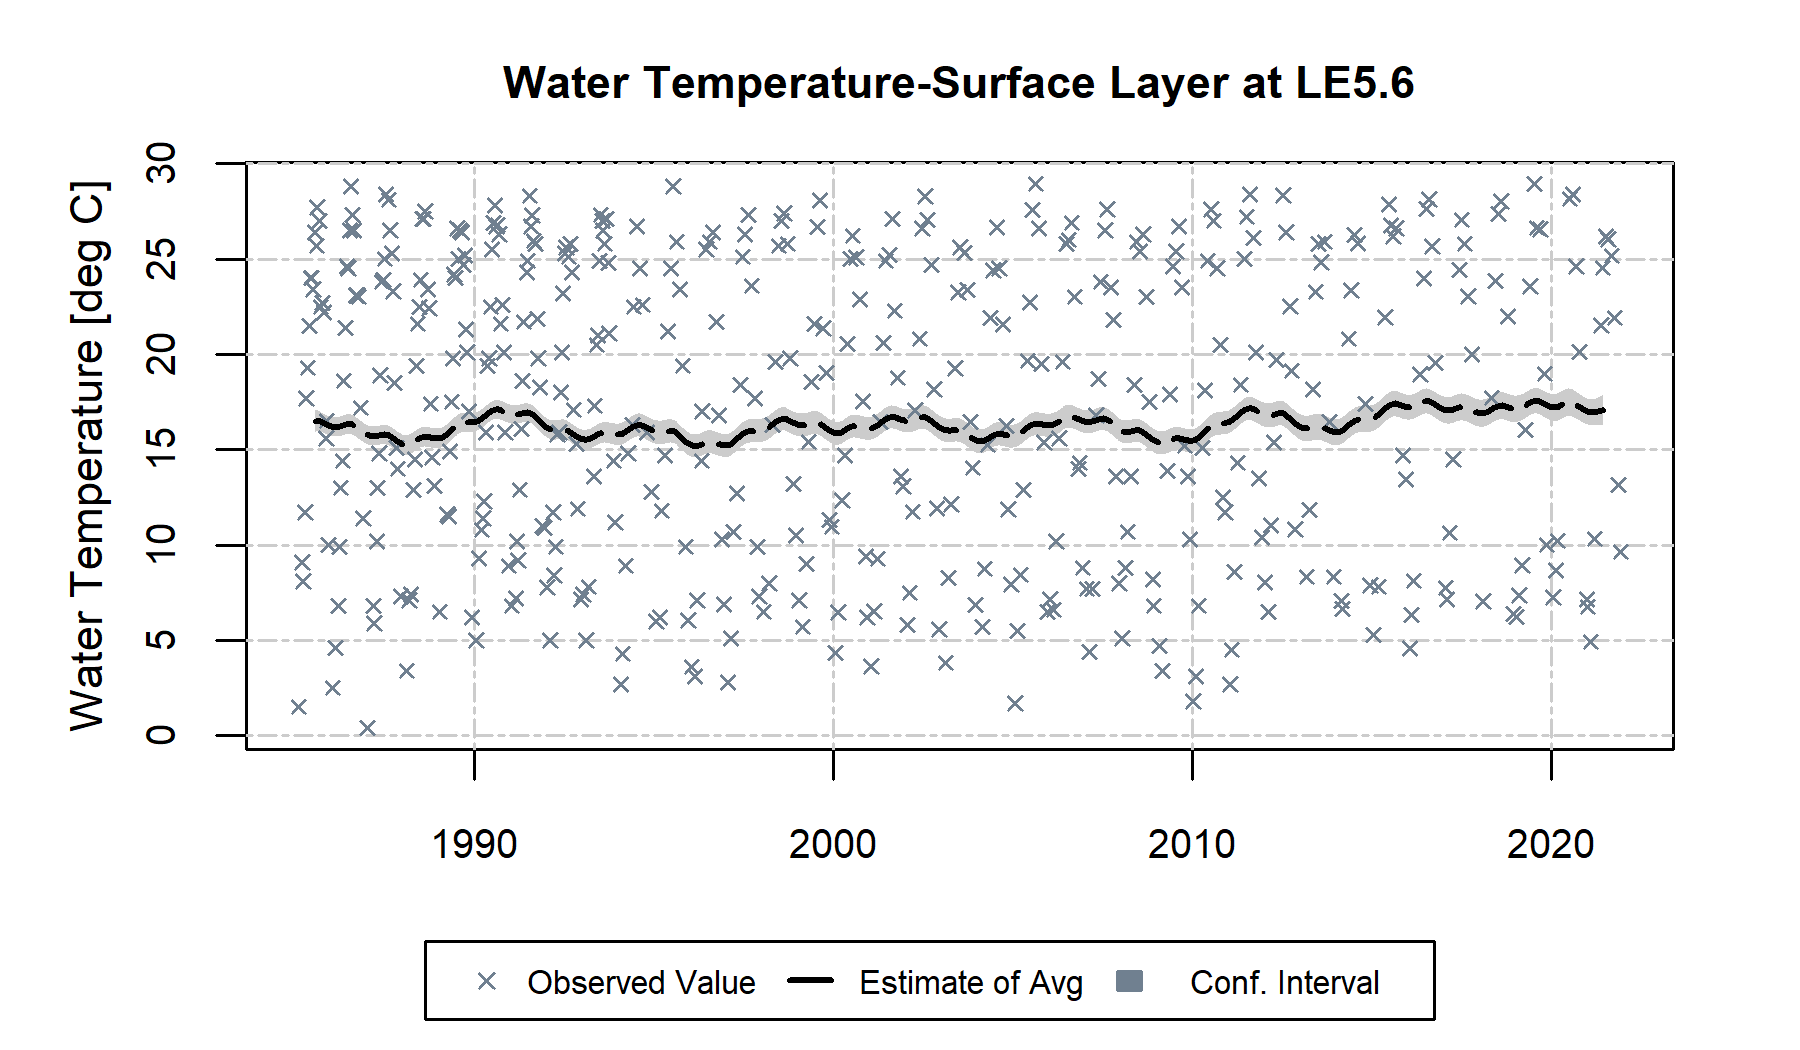 Water Temperature-Surface Layer at LE5.6
Water Temperature [deg C]
30
25
20
15
10
5
0
1990 2000 2010 2020
Observed Value Estimate of Avg Conf. Interval